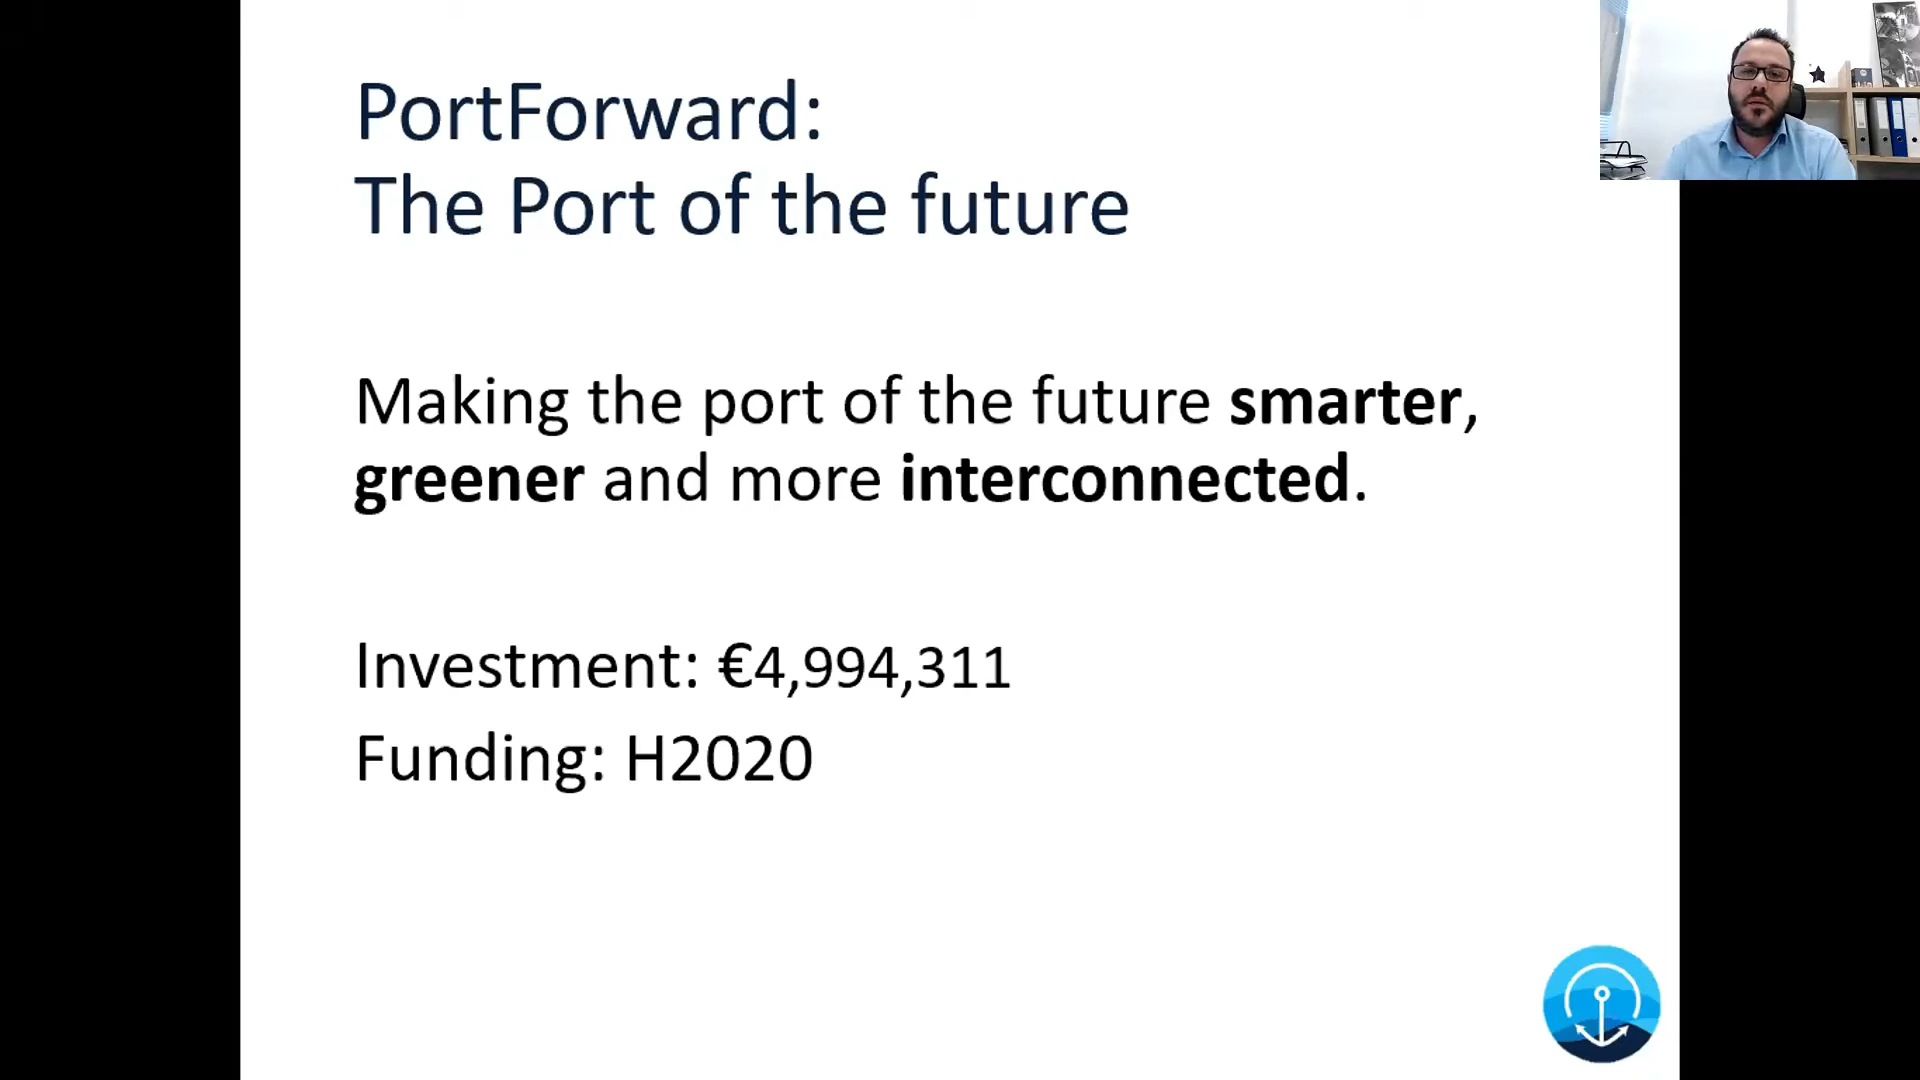 PortForward:
The Port of the future
Making the port of the future smarter,
greener and more interconnected.
Investment: €4,994,311
Funding: H2020